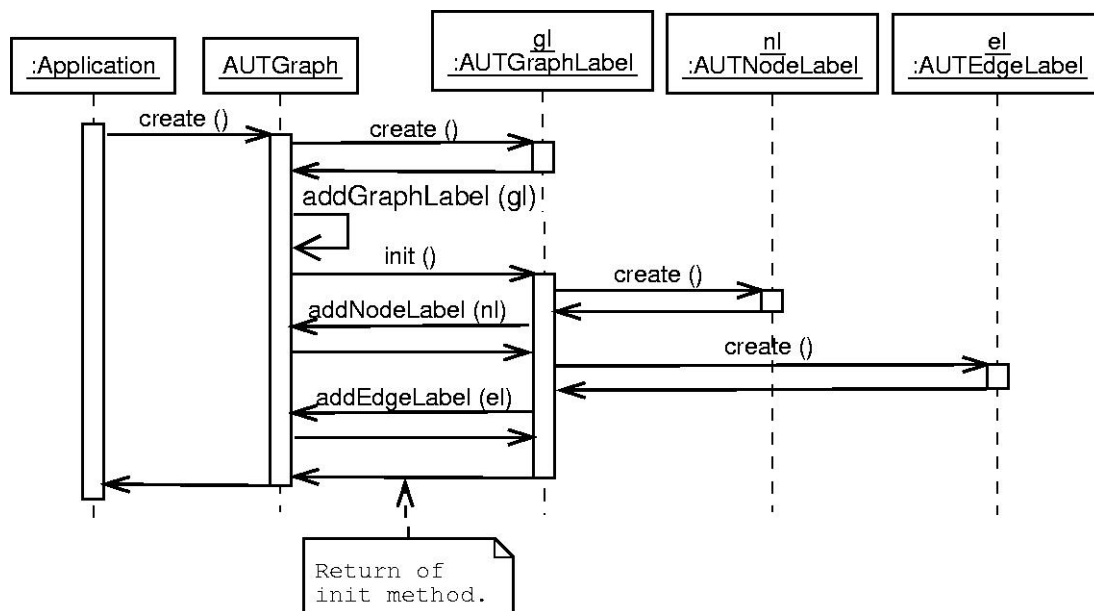 :Application
AUTGraph
gl
:AUTGraphLabel
nl
:AUTNodeLabel
el
:AUTEdgeLabel
create ()
create ()
addGraphLabel (gl)
init ()
create ()
addNodeLabel (nl)
create ()
addEdgeLabel (el)
Return of
init method.